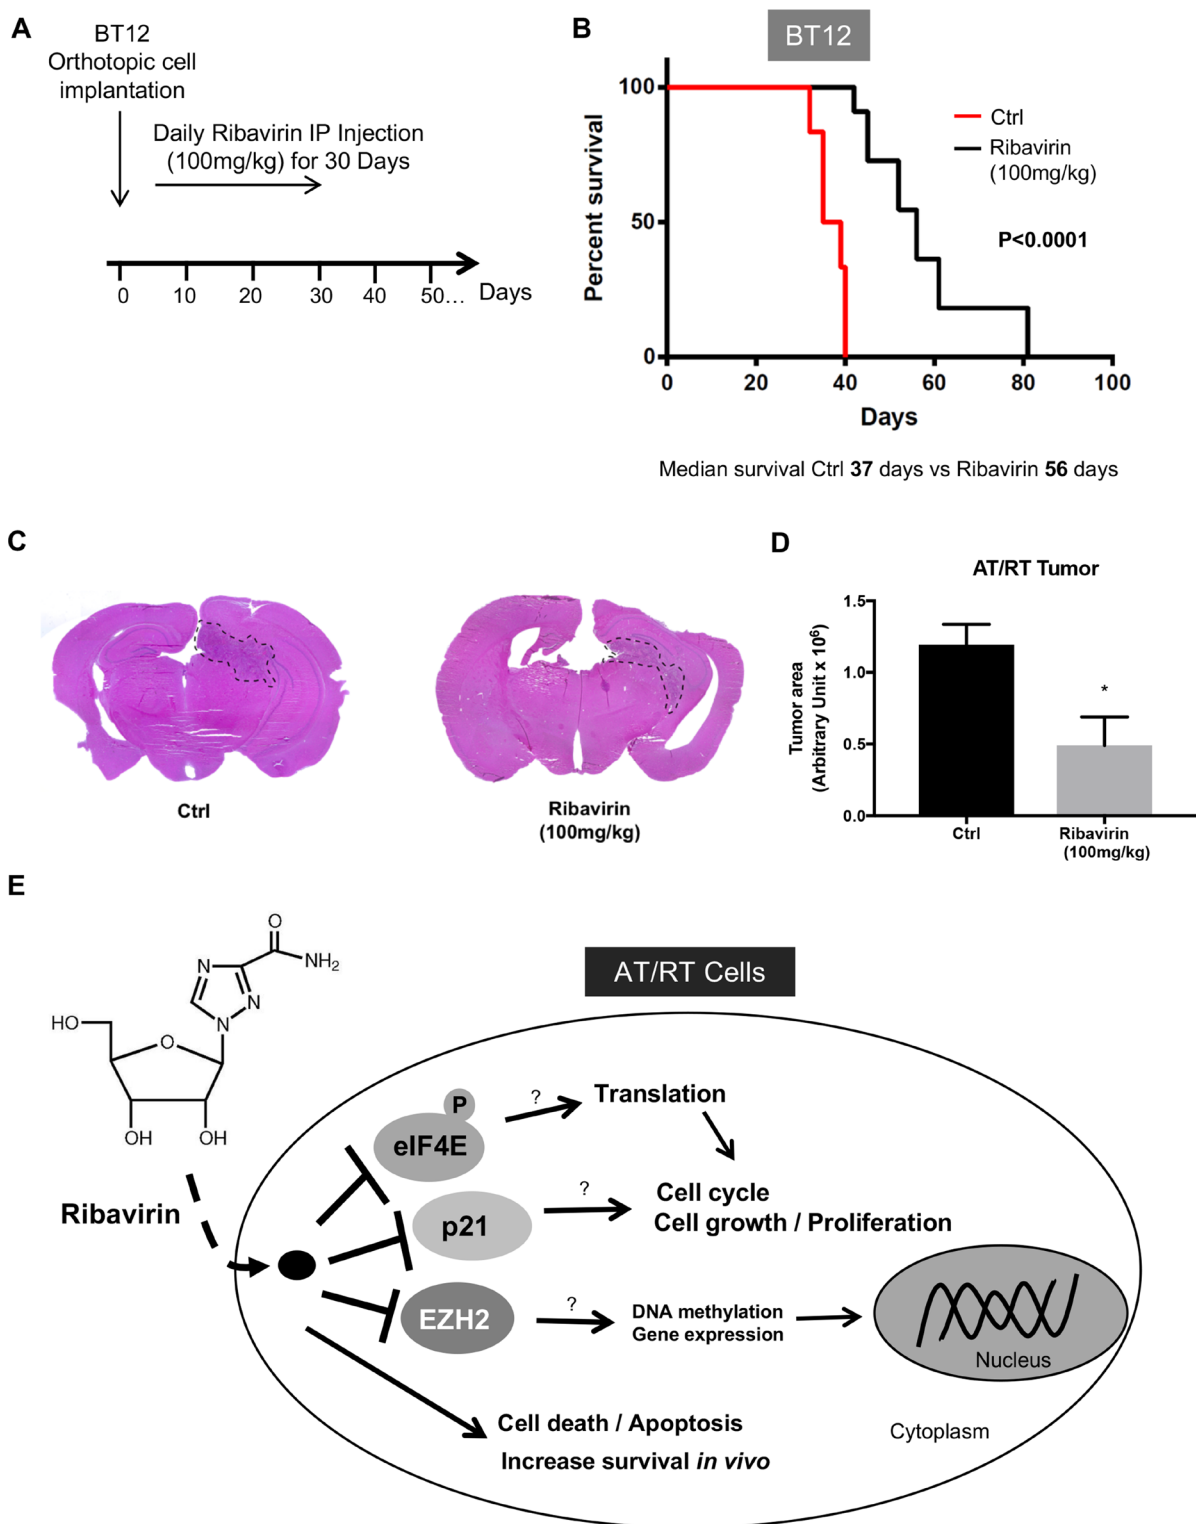 A
BT12
Orthotopic cell
implantation
Daily Ribavirin IP Injection
(100mg/kg) for 30 Days
0 10 20 30 40 50... Days
B
BT12
Percent survival
100
50
0
0 20 40 60 80 100
Days
Ctrl
Ribavirin
(100mg/kg)
P<0.0001
Median survival Ctrl 37 days vs Ribavirin 56 days
C
Ctrl
Ribavirin
(100mg/kg)
D
AT/RT Tumor
Tumor area
(Arbitrary Unit x 10⁶)
1.5
1.0
0.5
0.0
*
Ctrl
Ribavirin
(100mg/kg)
E
O
NH₂
N
N
N
HO
O
OH
OH
Ribavirin
AT/RT Cells
P
eIF4E
?
Translation
p21
?
Cell cycle
Cell growth / Proliferation
EZH2
?
DNA methylation
Gene expression
Nucleus
Cell death / Apoptosis
Increase survival in vivo
Cytoplasm